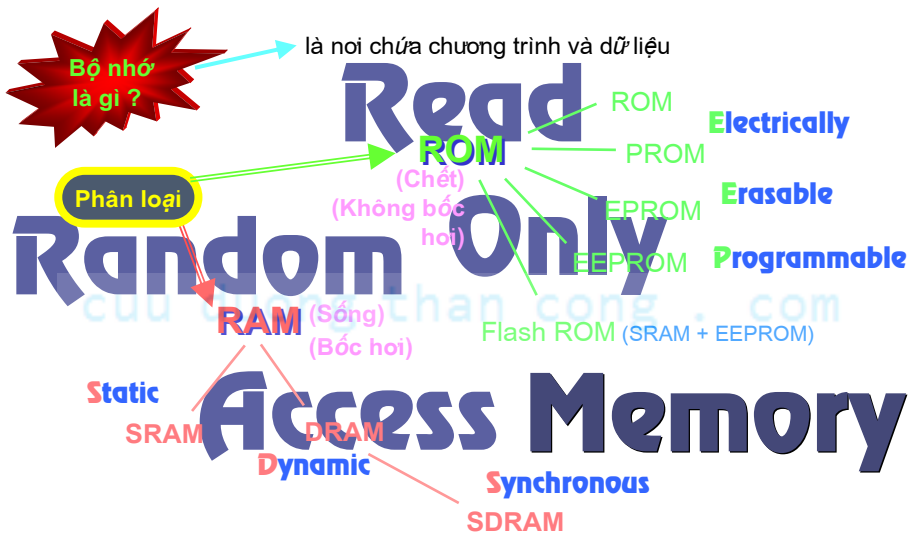 Bộ nhớ
là gì ?
là nơi chứa chương trình và dữ liệu
Read
ROM
ROM
PROM
EPROM
EEPROM
Flash ROM (SRAM + EEPROM)
(Chết)
(Không bốc
hơi)
Electrically
Erasable
Programmable
Only
Phân loại
Random
cuu duong than cong . com
RAM
(Sống)
(Bốc hơi)
Static
SRAM
Access
Memory
DRAM
Dynamic
Synchronous
SDRAM